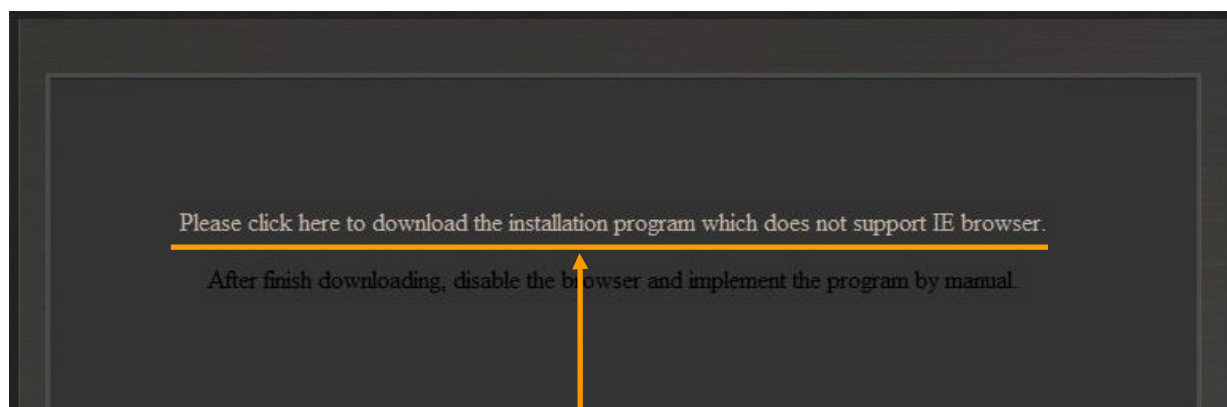 Please click here to download the installation program which does not support IE browser.
After finish downloading, disable the browser and implement the program by manual.